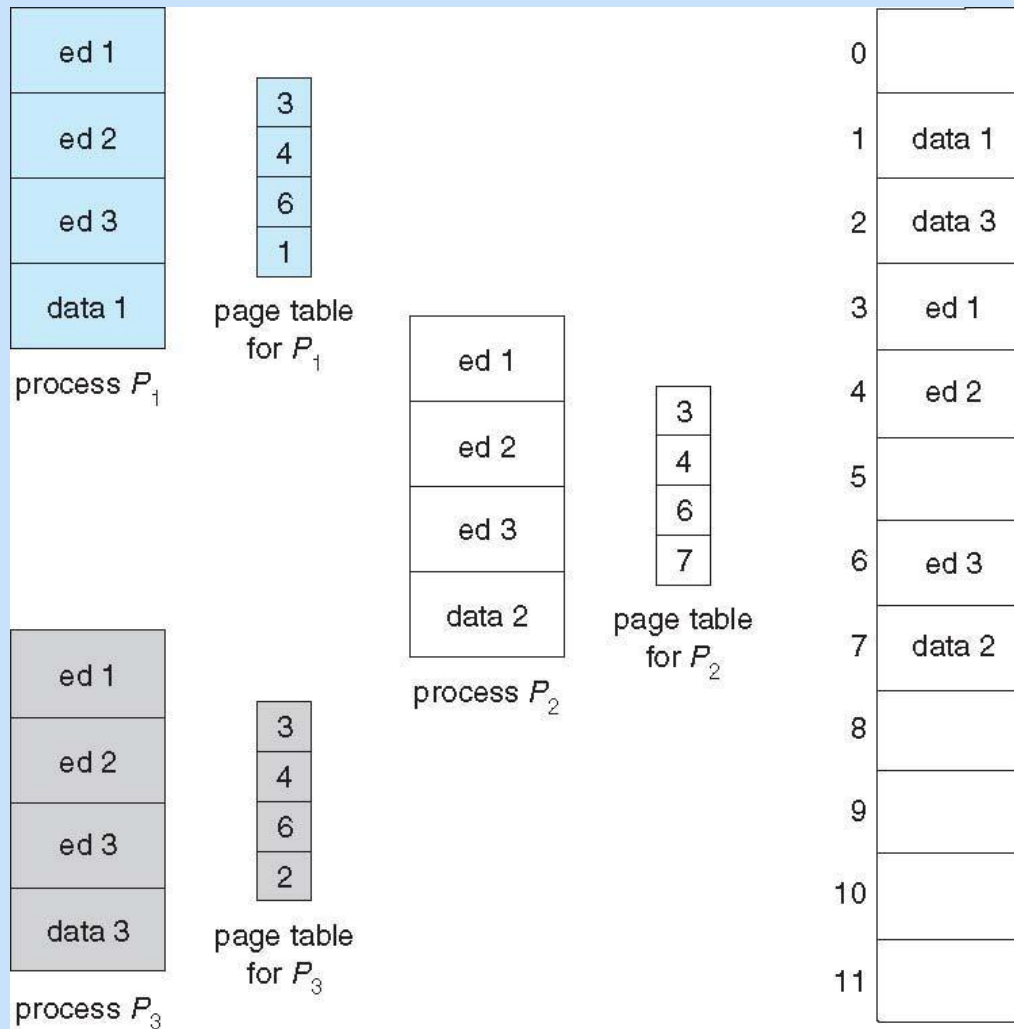 ed 1
ed 2
ed 3
data 1
process P₁
3
4
6
1
page table
for P₁
ed 1
ed 2
ed 3
data 2
process P₂
3
4
6
7
page table
for P₂
ed 1
ed 2
ed 3
data 3
process P₃
3
4
6
2
page table
for P₃
0
1 data 1
2 data 3
3 ed 1
4 ed 2
5
6 ed 3
7 data 2
8
9
10
11